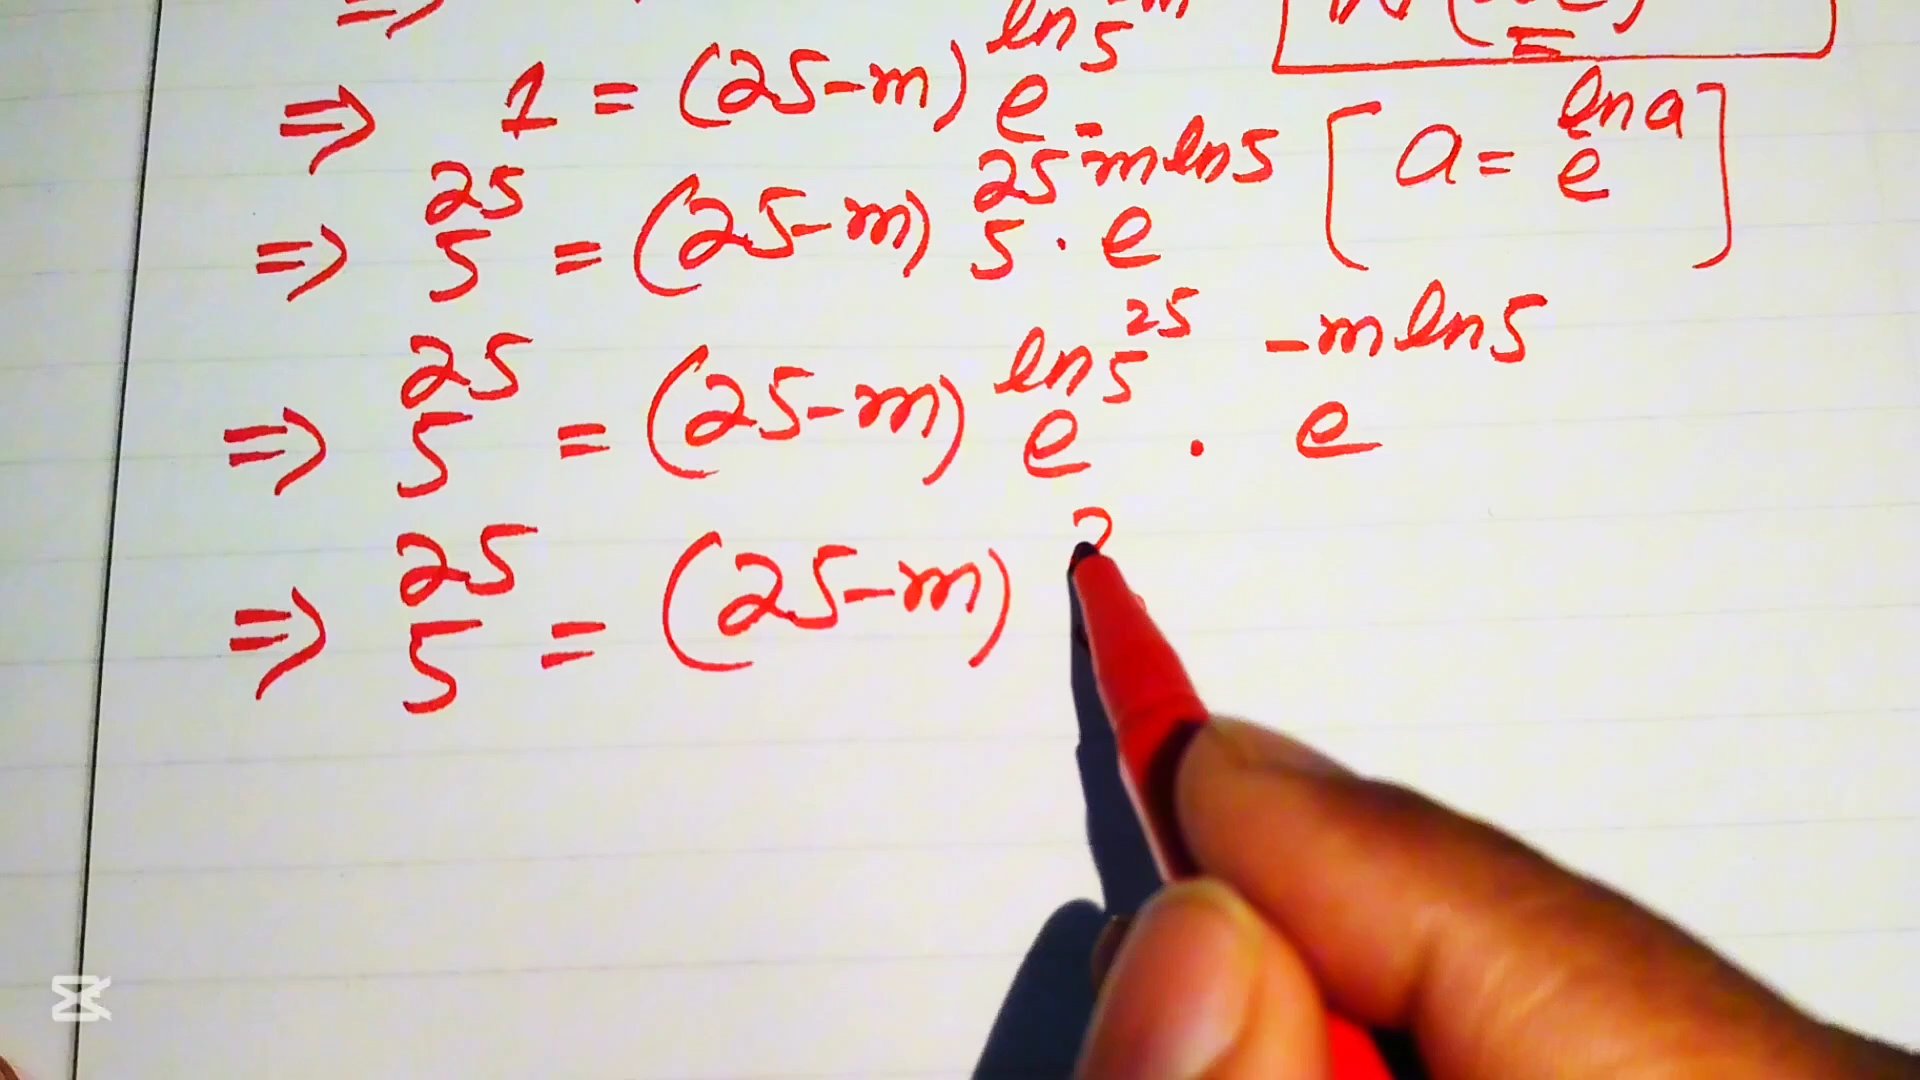 ⇒ 1 = (25-m) e^{ln 5^{-m}}
[a = e^{ln a}]
⇒ 5^{25} = (25-m) 5^{25} · e^{-m ln 5}
⇒ 5^{25} = (25-m) e^{ln 5^{25}} · e^{-m ln 5}
⇒ 5^{25} = (25-m)